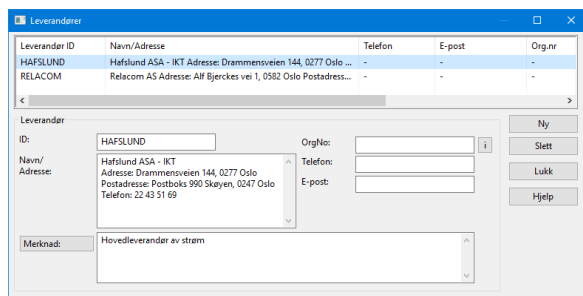 Leverandører
Leverandør ID Navn/Adresse Telefon E-post Org.nr
HAFSLUND Hafslund ASA - IKT Adresse: Drammensveien 144, 0277 Oslo ... - - -
RELACOM Relacom AS Adresse: Alf Bjerckes vei 1, 0582 Oslo Postadress... - - -
Leverandør
ID: HAFSLUND
Navn/
Adresse:
Hafslund ASA - IKT
Adresse: Drammensveien 144, 0277 Oslo
Postadresse: Postboks 990 Skøyen, 0247 Oslo
Telefon: 22 43 51 69
OrgNo: i
Telefon:
E-post:
Merknad: Hovedleverandør av strøm
Ny
Slett
Lukk
Hjelp